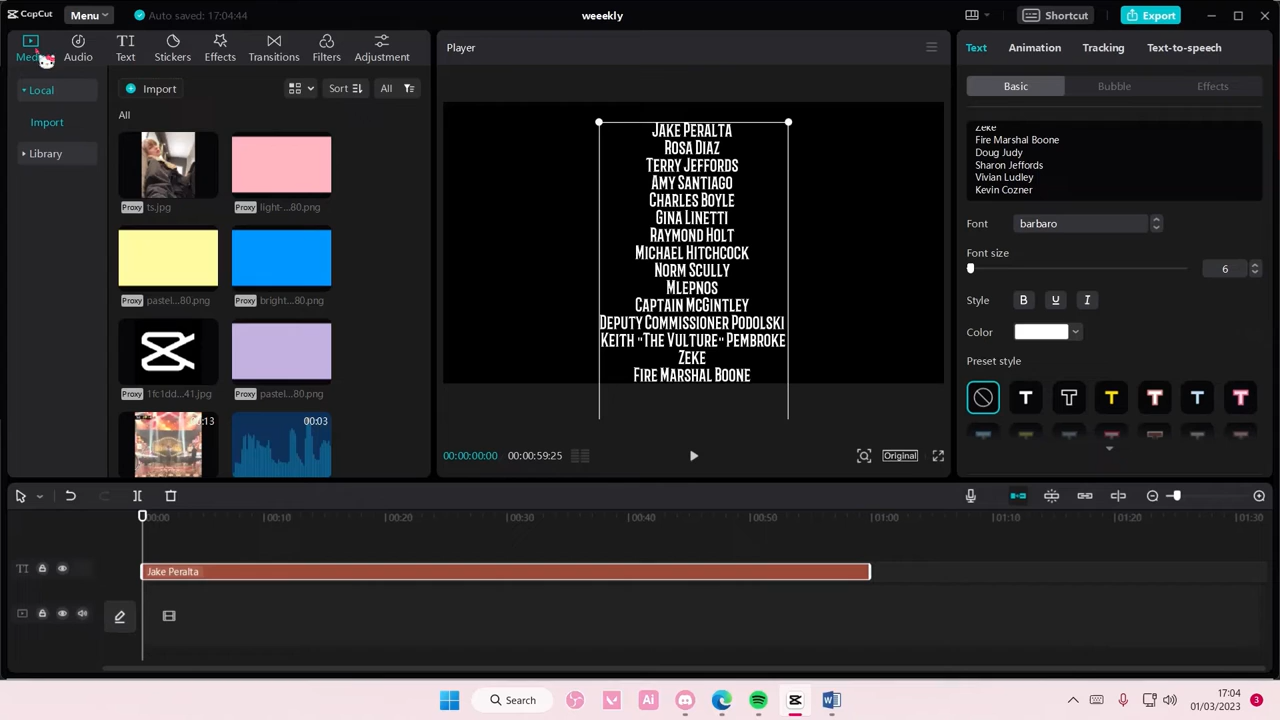 CapCut
Menu
Auto saved: 17:04:44
weeekly
Shortcut
Export
Media
Audio
Text
Stickers
Effects
Transitions
Filters
Adjustment
Local
Import
Library
Import
Sort
All
All
ts.jpg
Proxy
light-...80.png
Proxy
pastel...80.png
Proxy
bright...80.png
Proxy
1fc1dd...41.jpg
Proxy
pastel...80.png
Proxy
00:13
00:03
Player
JAKE PERALTA
ROSA DIAZ
TERRY JEFFORDS
AMY SANTIAGO
CHARLES BOYLE
GINA LINETTI
RAYMOND HOLT
MICHAEL HITCHCOCK
NORM SCULLY
MLEPNOS
CAPTAIN MCGINTLEY
DEPUTY COMMISSIONER PODOLSKI
KEITH "THE VULTURE" PEMBROKE
ZEKE
FIRE MARSHAL BOONE
00:00:00:00
00:00:59:25
Original
Text
Animation
Tracking
Text-to-speech
Basic
Bubble
Effects
Zeke
Fire Marshal Boone
Doug Judy
Sharon Jeffords
Vivian Ludley
Kevin Cozner
Font
barbaro
Font size
6
Style
B
U
I
Color
Preset style
T
T
T
T
T
T
00:00
00:10
00:20
00:30
00:40
00:50
01:00
01:10
01:20
01:30
TI
Jake Peralta
Search
Ai
17:04
01/03/2023
3